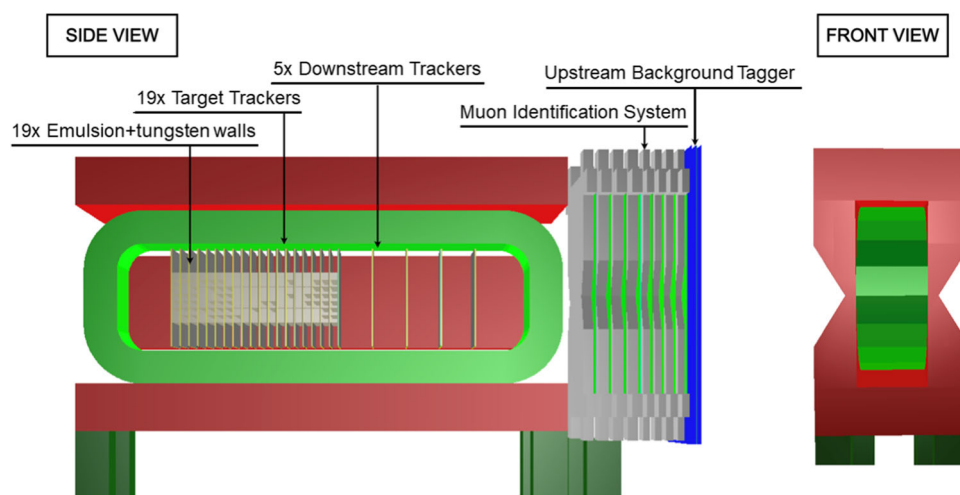 SIDE VIEW
FRONT VIEW
5x Downstream Trackers
Upstream Background Tagger
19x Target Trackers
Muon Identification System
19x Emulsion+tungsten walls